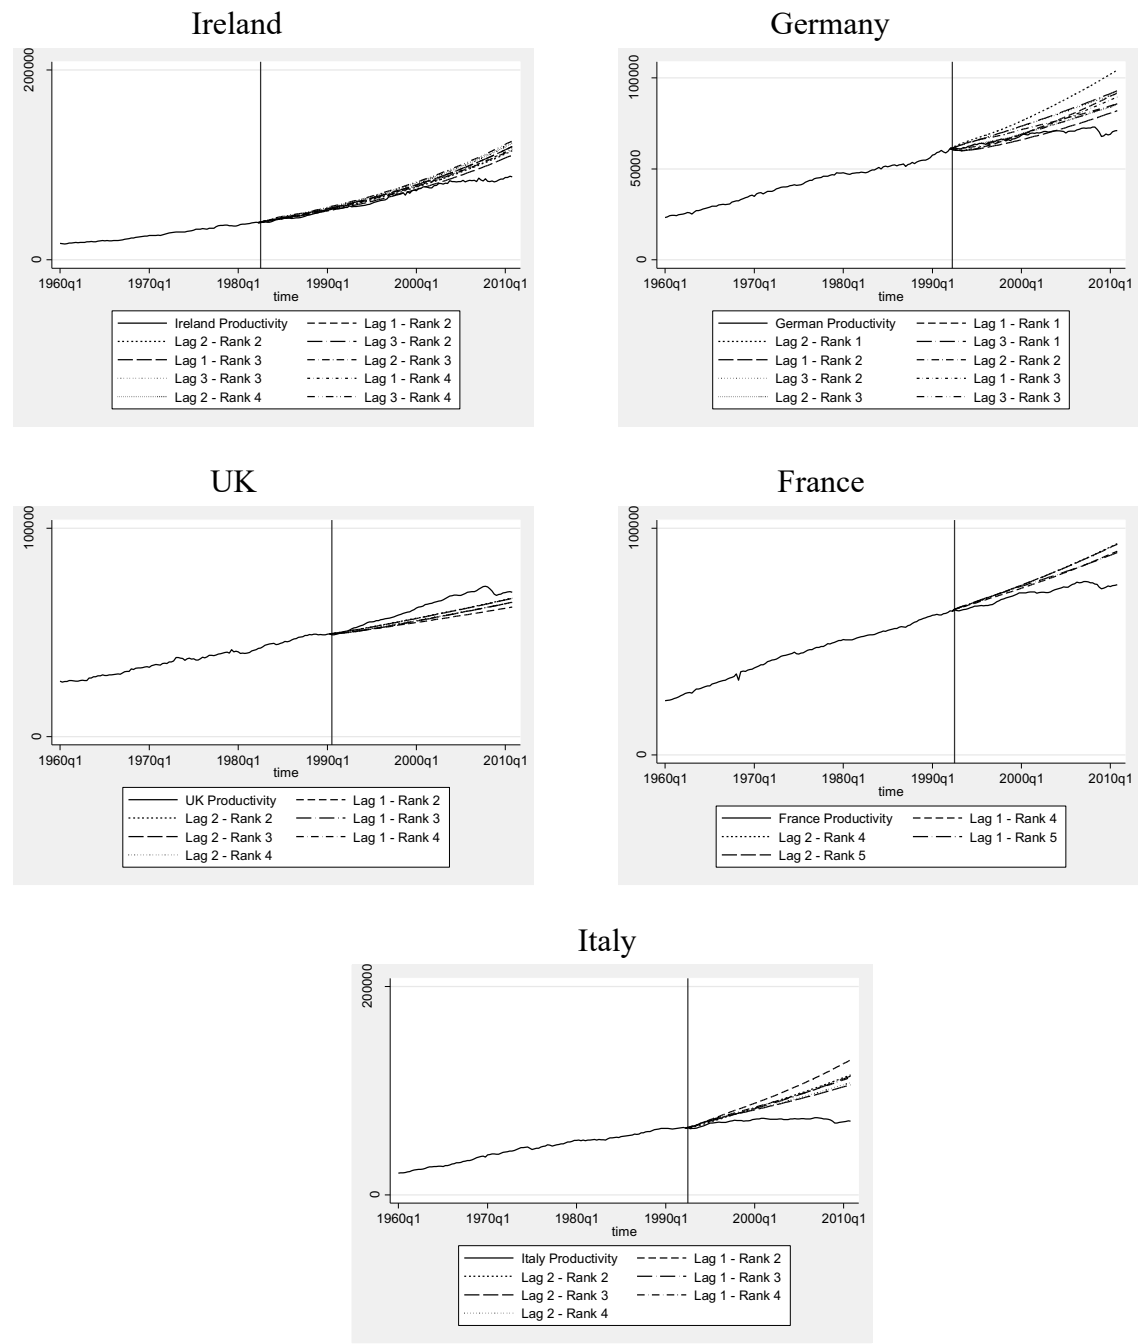 Ireland
200000
0
1960q1 1970q1 1980q1 1990q1 2000q1 2010q1
time
Ireland Productivity Lag 1 - Rank 2
Lag 2 - Rank 2 Lag 3 - Rank 2
Lag 1 - Rank 3 Lag 2 - Rank 3
Lag 3 - Rank 3 Lag 1 - Rank 4
Lag 2 - Rank 4 Lag 3 - Rank 4
Germany
100000
50000
0
1960q1 1970q1 1980q1 1990q1 2000q1 2010q1
time
German Productivity Lag 1 - Rank 1
Lag 2 - Rank 1 Lag 3 - Rank 1
Lag 1 - Rank 2 Lag 2 - Rank 2
Lag 3 - Rank 2 Lag 1 - Rank 3
Lag 2 - Rank 3 Lag 3 - Rank 3
UK
100000
0
1960q1 1970q1 1980q1 1990q1 2000q1 2010q1
time
UK Productivity Lag 1 - Rank 2
Lag 2 - Rank 2 Lag 1 - Rank 3
Lag 2 - Rank 3 Lag 1 - Rank 4
Lag 2 - Rank 4
France
100000
0
1960q1 1970q1 1980q1 1990q1 2000q1 2010q1
time
France Productivity Lag 1 - Rank 4
Lag 2 - Rank 4 Lag 1 - Rank 5
Lag 2 - Rank 5
Italy
200000
0
1960q1 1970q1 1980q1 1990q1 2000q1 2010q1
time
Italy Productivity Lag 1 - Rank 2
Lag 2 - Rank 2 Lag 1 - Rank 3
Lag 2 - Rank 3 Lag 1 - Rank 4
Lag 2 - Rank 4